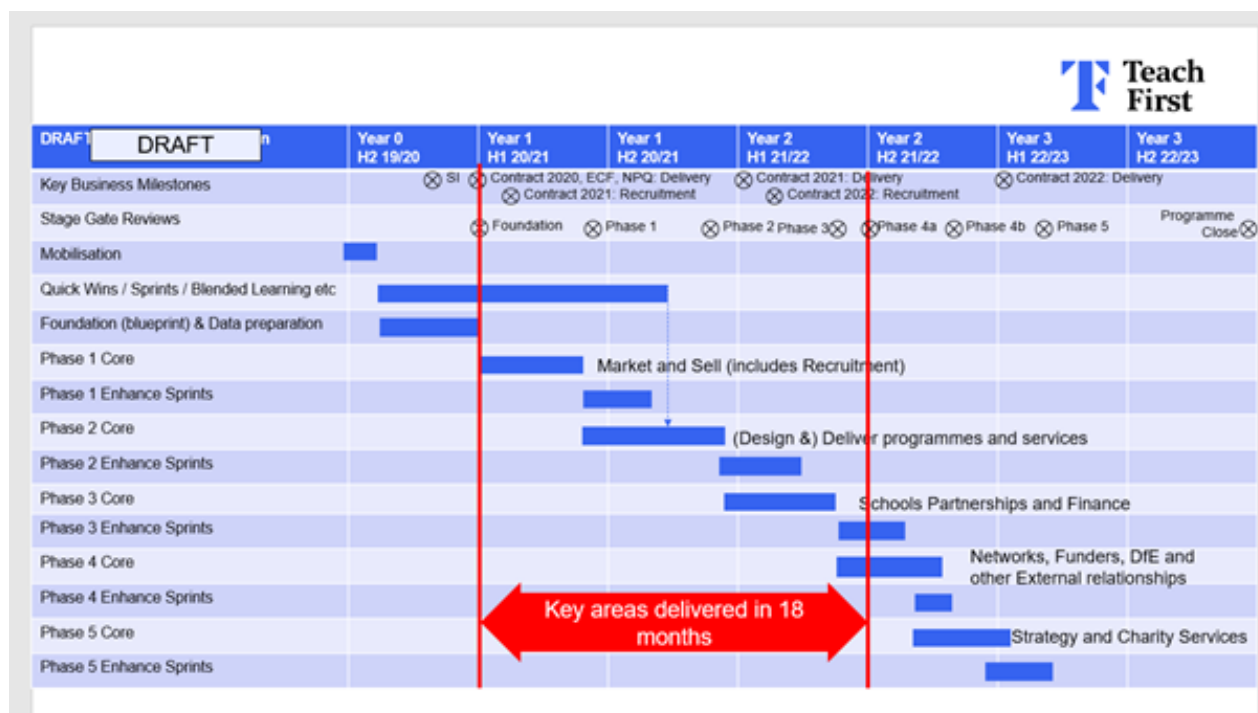 Teach
First
DRAFT
DRAFT
Year 0
H2 19/20
Year 1
H1 20/21
Year 1
H2 20/21
Year 2
H1 21/22
Year 2
H2 21/22
Year 3
H1 22/23
Year 3
H2 22/23
Key Business Milestones
SI
Contract 2020, ECF, NPQ: Delivery
Contract 2021: Delivery
Contract 2022: Delivery
Contract 2021: Recruitment
Contract 2022: Recruitment
Stage Gate Reviews
Foundation
Phase 1
Phase 2
Phase 3
Phase 4a
Phase 4b
Phase 5
Programme
Close
Mobilisation
Quick Wins / Sprints / Blended Learning etc
Foundation (blueprint) & Data preparation
Phase 1 Core
Market and Sell (includes Recruitment)
Phase 1 Enhance Sprints
Phase 2 Core
(Design &) Deliver programmes and services
Phase 2 Enhance Sprints
Phase 3 Core
Schools Partnerships and Finance
Phase 3 Enhance Sprints
Phase 4 Core
Networks, Funders, DfE and
other External relationships
Phase 4 Enhance Sprints
Key areas delivered in 18
months
Phase 5 Core
Strategy and Charity Services
Phase 5 Enhance Sprints